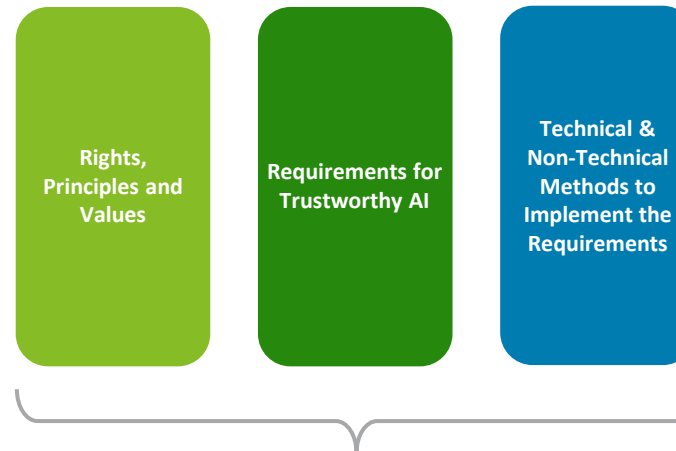 Rights,
Principles and
Values
Requirements for
Trustworthy AI
Technical &
Non-Technical
Methods to
Implement the
Requirements